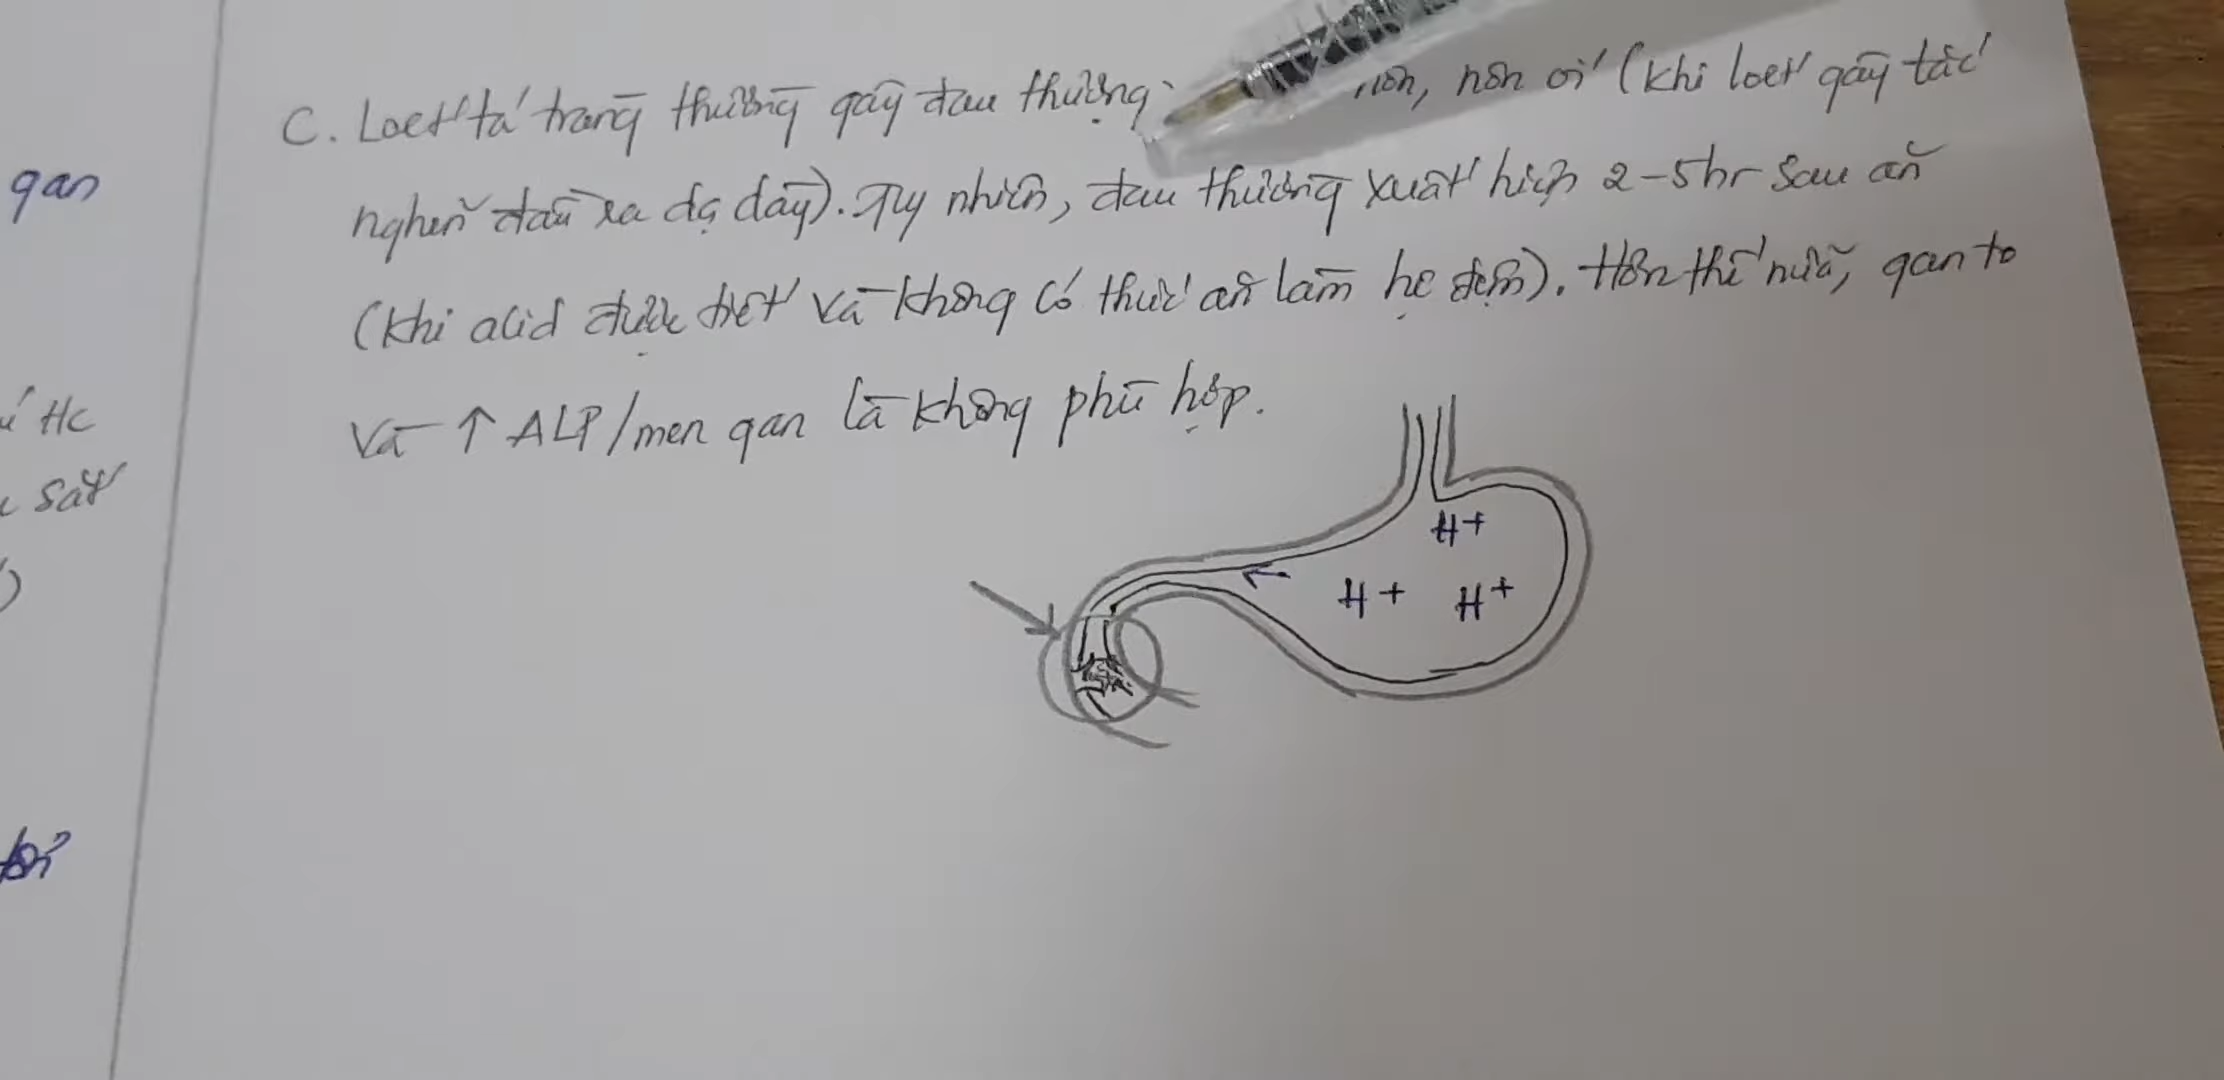 gan
HC
sắt
C. Loét tá tràng thường gây đau thượng nôn, nôn ói (khi loét gây tắc
nghẽn đầu ra dạ dày). Tuy nhiên, đau thường xuất hiện 2-5hr sau ăn
(khi acid được tiết và không có thức ăn làm hệ đệm). Hơn thế nữa, gan to
và ↑ ALP/men gan là không phù hợp.
H+
H+ H+